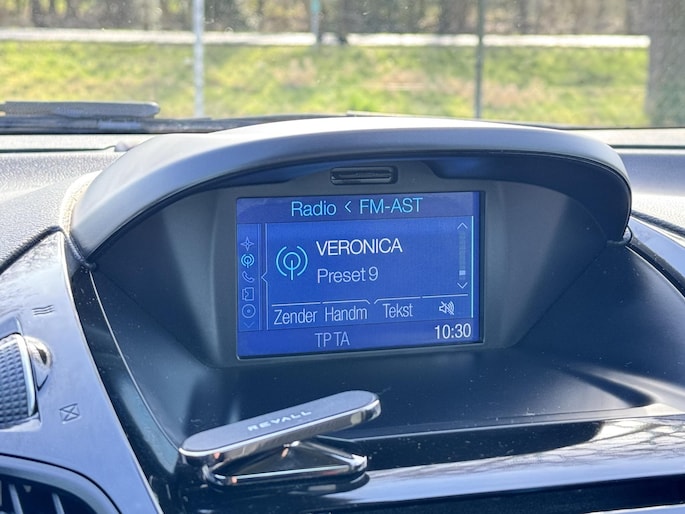 Radio < FM-AST
VERONICA
Preset 9
Zender Handm Tekst
TP TA 10:30
REVALL